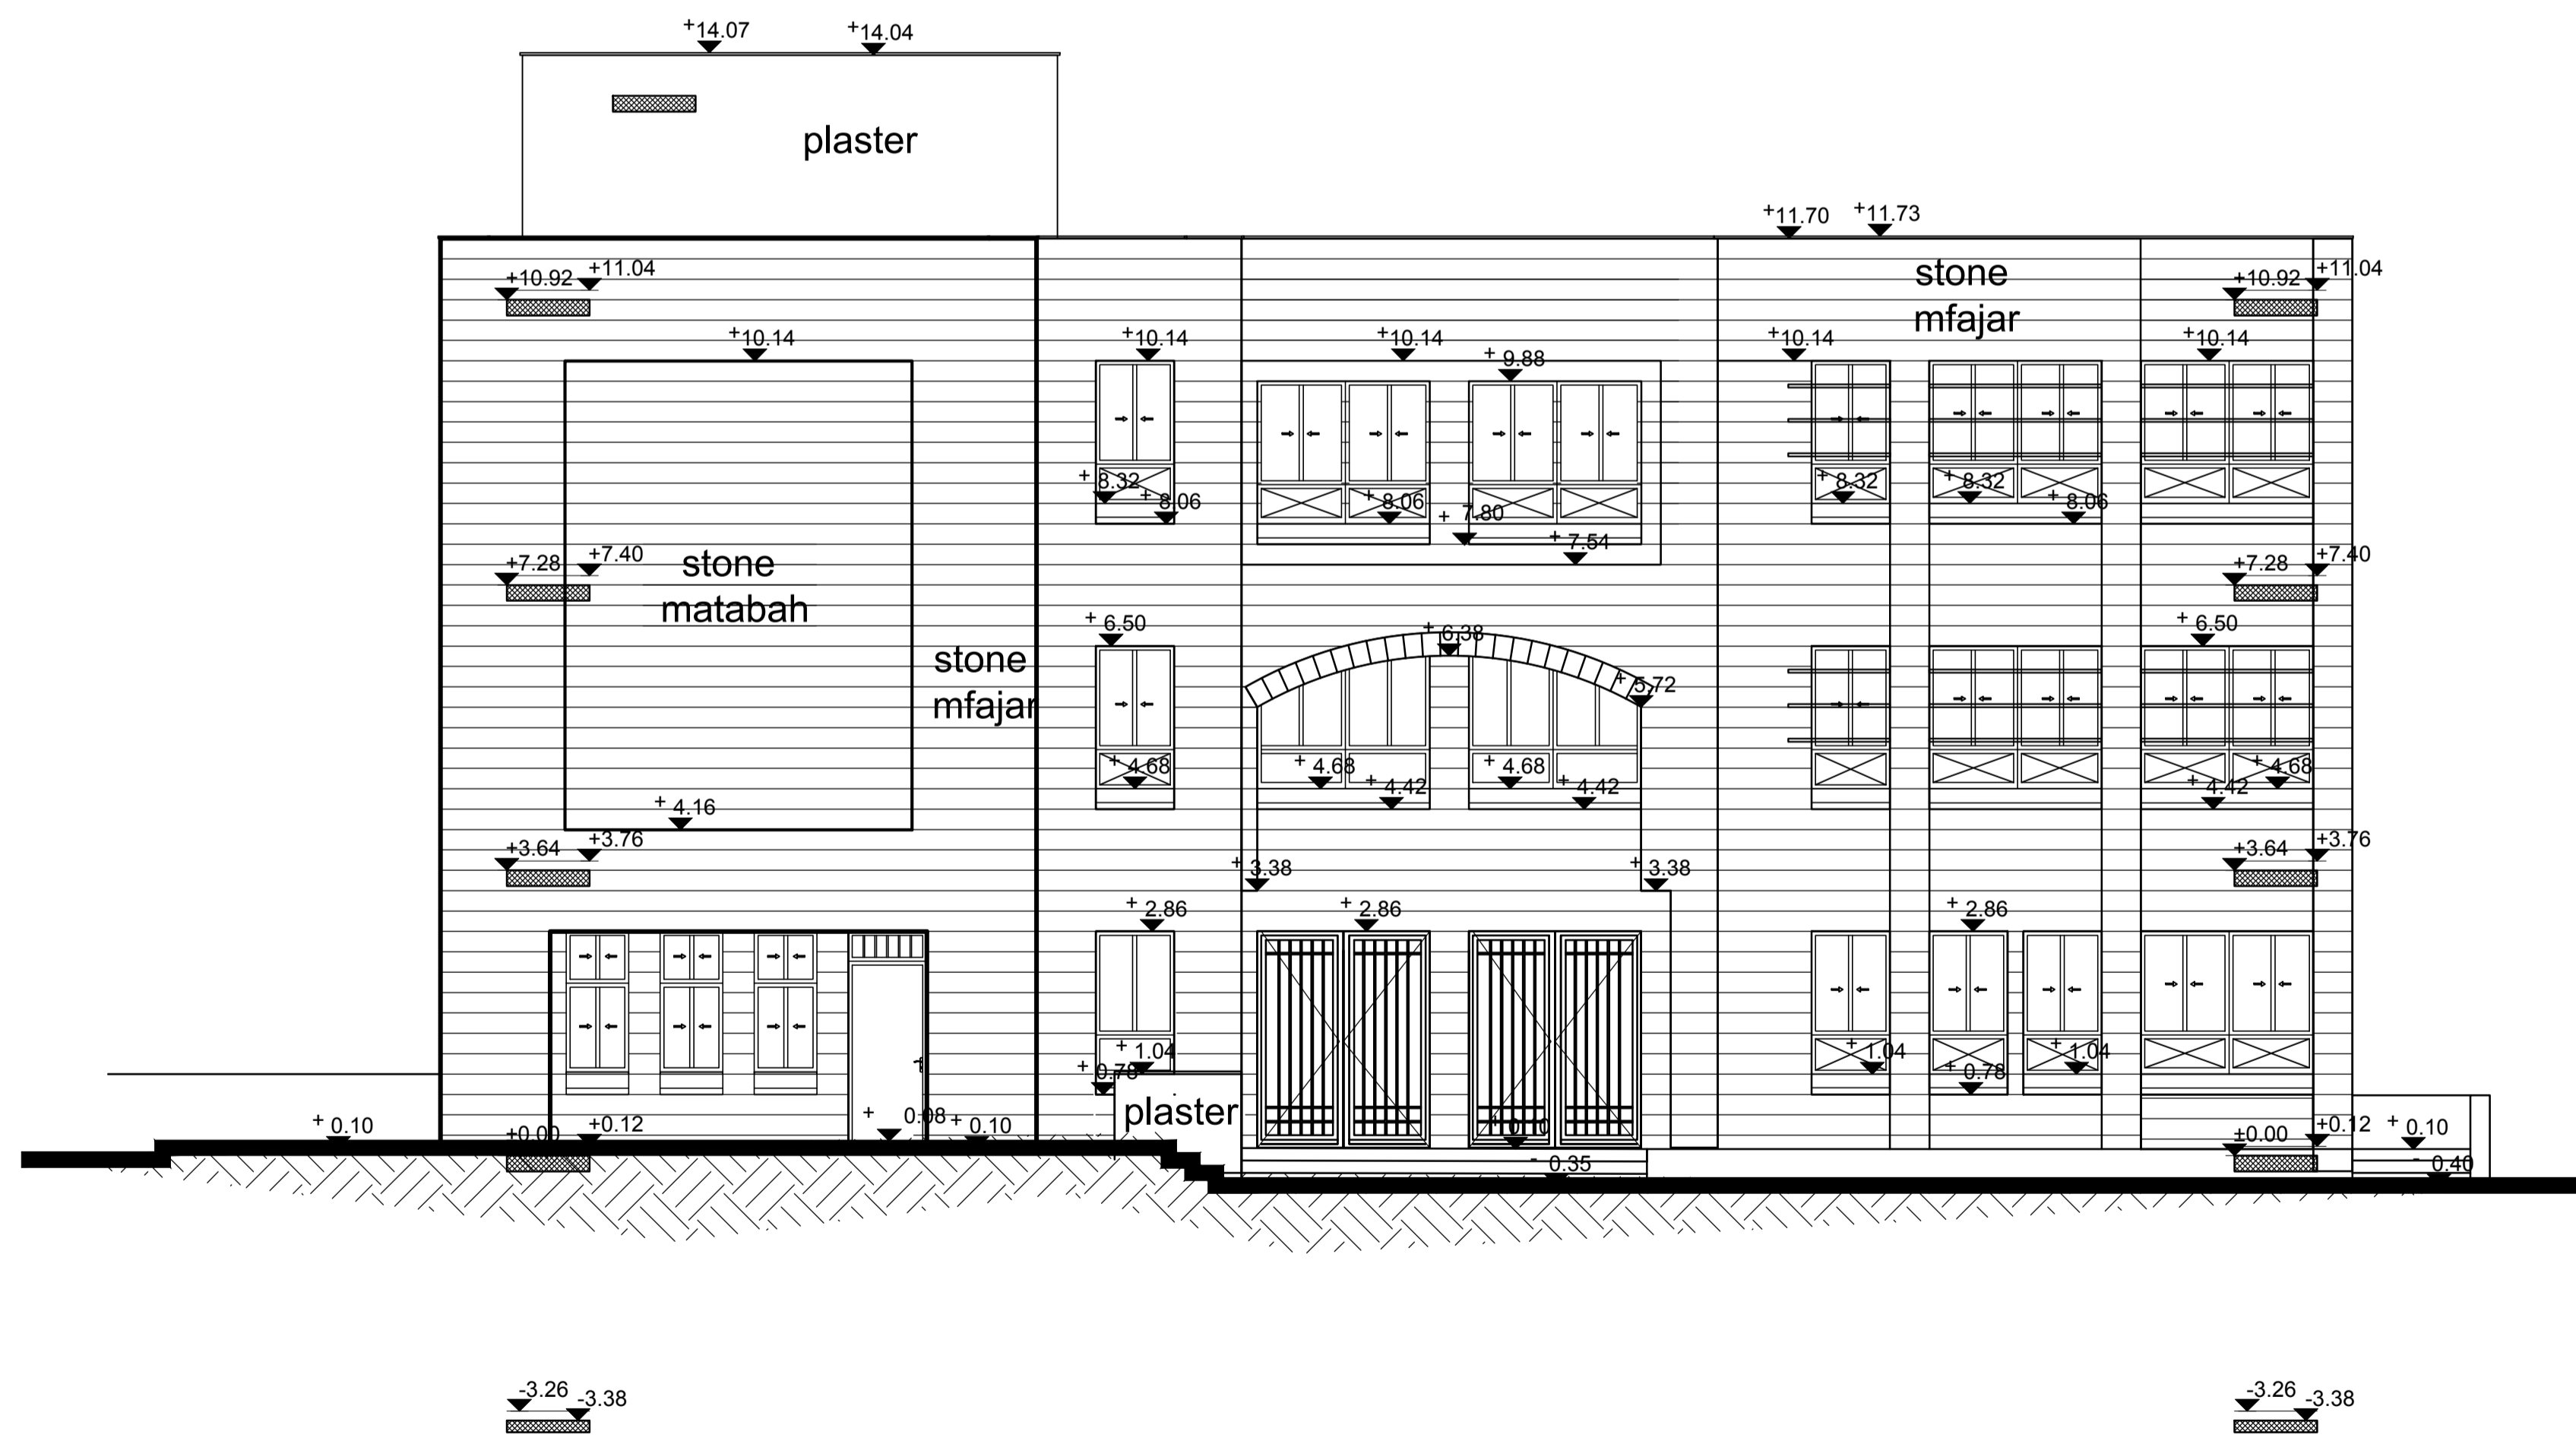 +14.07 +14.04
plaster
+11.70 +11.73
stone
mfajar
+10.92 +11.04
+10.92 +11.04
+10.14 +10.14 +10.14 +10.14 +10.14
+ 9.88
+ 8.32 + 8.06 + 8.06 + 8.32 + 8.32 + 8.06
+ 7.80
+ 7.54
+7.28 +7.40
+7.28 +7.40
stone
matabah
+ 6.50 + 6.38 + 6.50
stone
mfajar
+ 5.72
+ 4.68 + 4.68 + 4.68 + 4.68
+ 4.42 + 4.42 + 4.42
+ 4.16
+3.64 +3.76
+3.64 +3.76
+ 3.38 + 3.38
+ 2.86 + 2.86 + 2.86
+ 1.04 + 1.04 + 1.04
+ 0.78 + 0.78
plaster
+ 0.10 +0.00 +0.12 + 0.08 + 0.10 + 0.10 ±0.00 +0.12 + 0.10
- 0.35 - 0.40
-3.26 -3.38
-3.26 -3.38